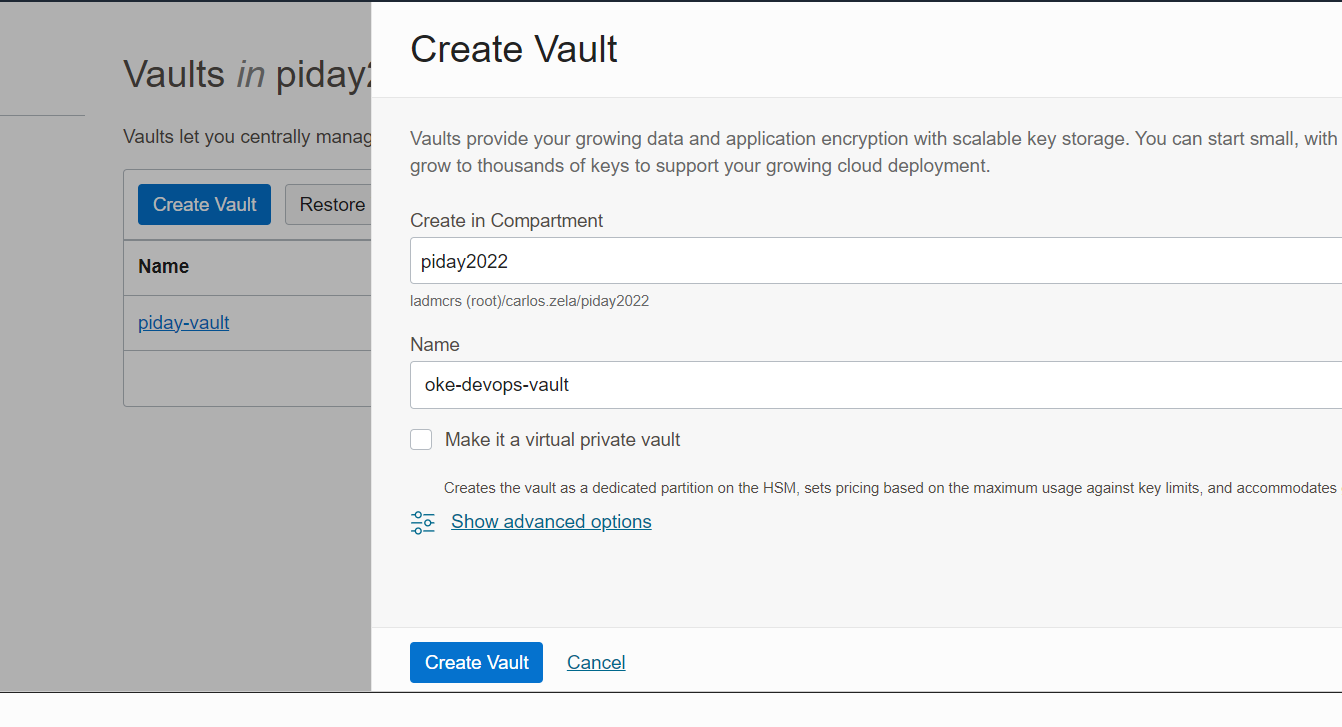 Vaults in piday2
Vaults let you centrally manag
Create Vault
Restore
Name
piday-vault
Create Vault
Vaults provide your growing data and application encryption with scalable key storage. You can start small, with
grow to thousands of keys to support your growing cloud deployment.
Create in Compartment
piday2022
ladmcrs (root)/carlos.zela/piday2022
Name
oke-devops-vault
Make it a virtual private vault
Creates the vault as a dedicated partition on the HSM, sets pricing based on the maximum usage against key limits, and accommodates
Show advanced options
Create Vault
Cancel